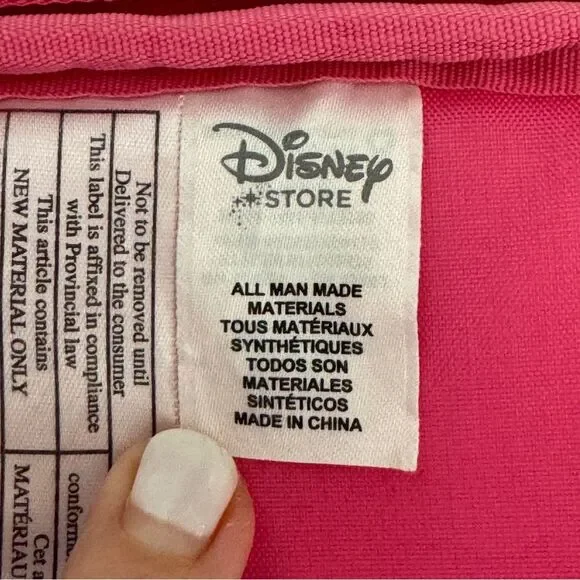 Disney
STORE
ALL MAN MADE
MATERIALS
TOUS MATÉRIAUX
SYNTHÉTIQUES
TODOS SON
MATERIALES
SINTÉTICOS
MADE IN CHINA
Not to be removed until
Delivered to the consumer
This label is affixed in compliance
with Provincial law
This article contains
NEW MATERIAL ONLY
Cet a
MATÉRIAU